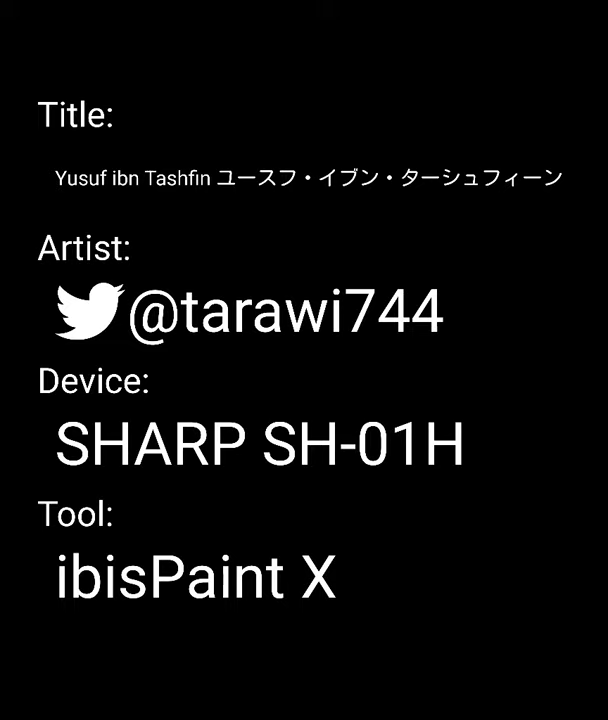 Title:
Yusuf ibn Tashfin ユースフ・イブン・ターシュフィーン
Artist:
@tarawi744
Device:
SHARP SH-01H
Tool:
ibisPaint X